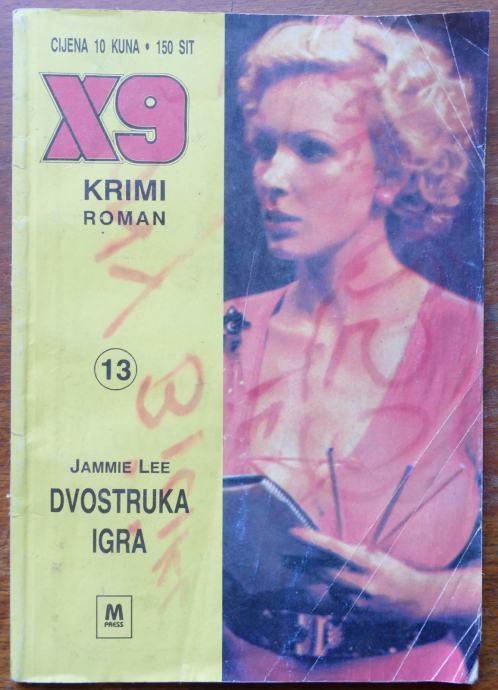 CIJENA 10 KUNA • 150 SIT
X9
KRIMI
ROMAN
13
JAMMIE LEE
DVOSTRUKA
IGRA
M
PRESS